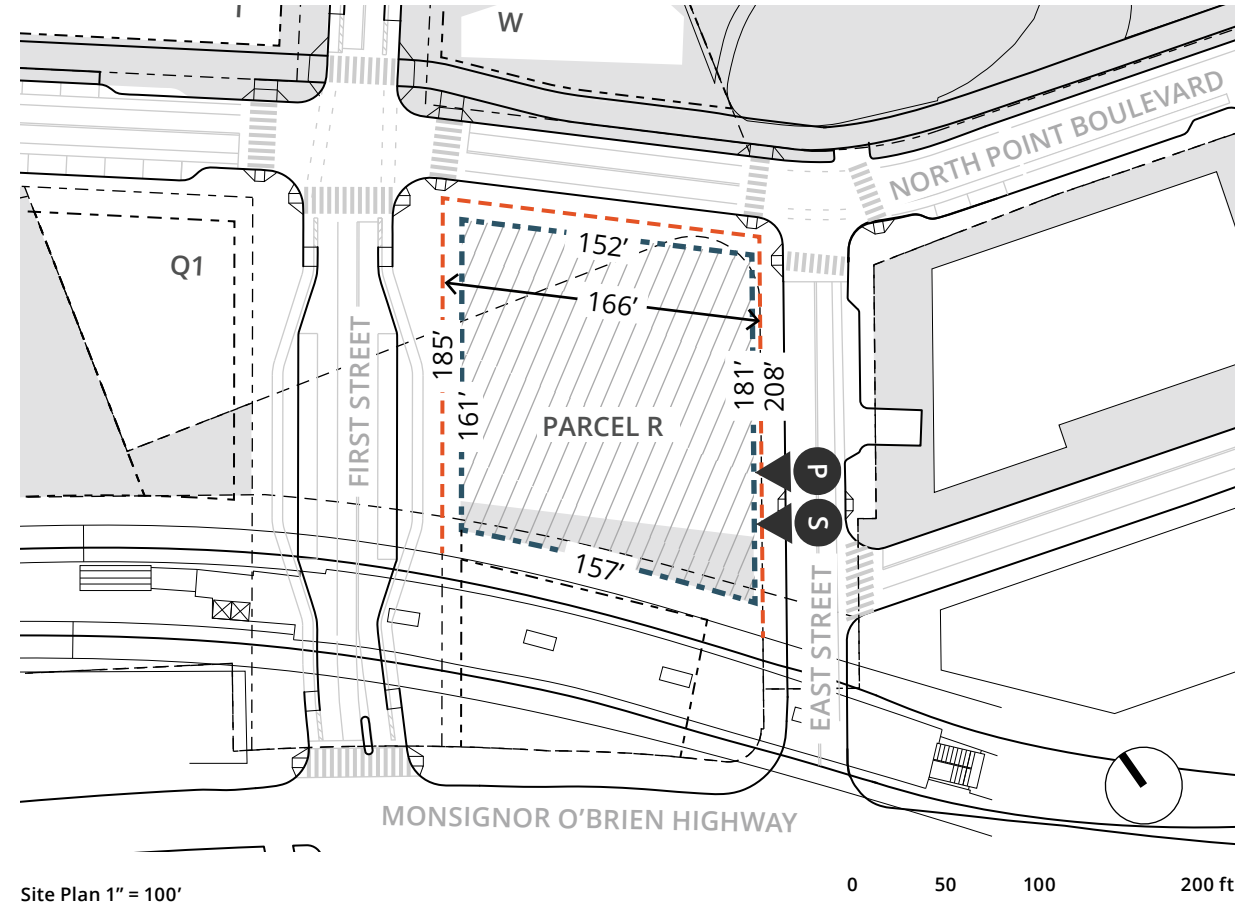 W
NORTH POINT BOULEVARD
Q1
152’
166’
FIRST STREET
185’
161’
181’
208’
PARCEL R
P
S
157’
EAST STREET
MONSIGNOR O’BRIEN HIGHWAY
Site Plan 1” = 100’
0 50 100 200 ft